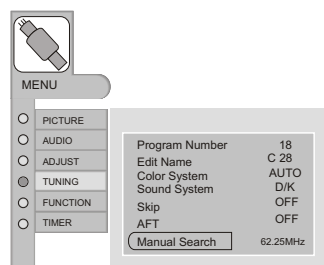 MENU
PICTURE
AUDIO
ADJUST
TUNING
FUNCTION
TIMER
Program Number 18
Edit Name C 28
Color System AUTO
Sound System D/K
Skip OFF
AFT OFF
Manual Search 62.25MHz